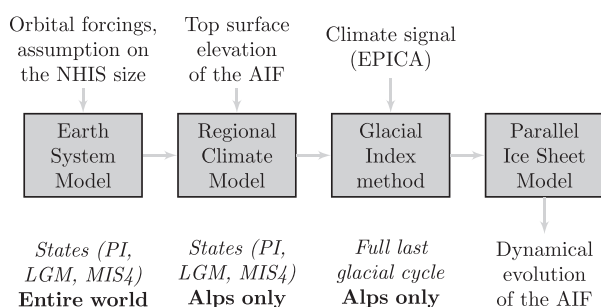 Orbital forcings,
assumption on
the NHIS size
Top surface
elevation
of the AIF
Climate signal
(EPICA)
Earth
System
Model
Regional
Climate
Model
Glacial
Index
method
Parallel
Ice Sheet
Model
States (PI,
LGM, MIS4)
Entire world
States (PI,
LGM, MIS4)
Alps only
Full last
glacial cycle
Alps only
Dynamical
evolution
of the AIF